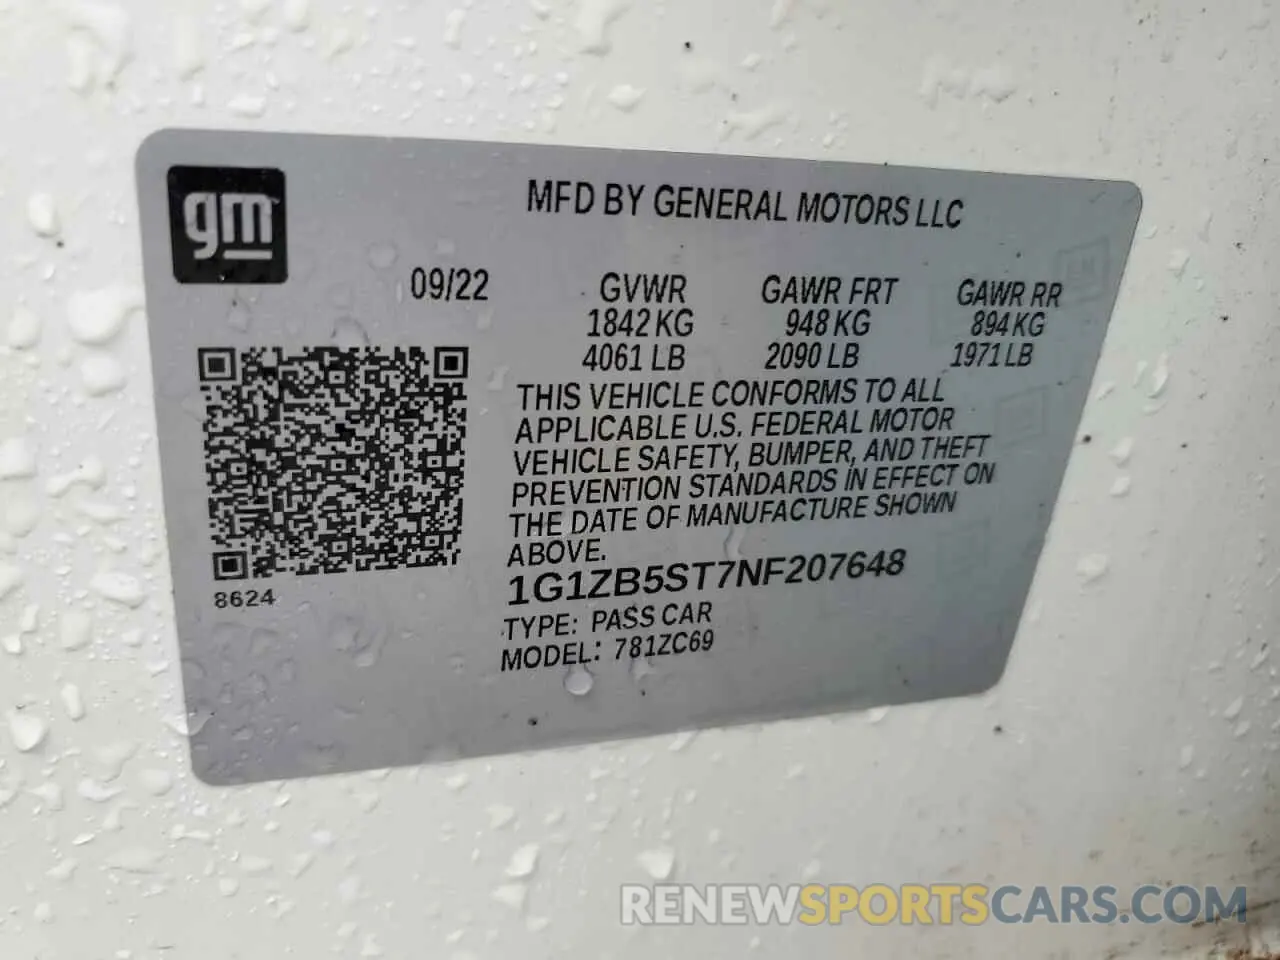 gm
MFD BY GENERAL MOTORS LLC
09/22 GVWR GAWR FRT GAWR RR
1842 KG 948 KG 894 KG
4061 LB 2090 LB 1971 LB
THIS VEHICLE CONFORMS TO ALL
APPLICABLE U.S. FEDERAL MOTOR
VEHICLE SAFETY, BUMPER, AND THEFT
PREVENTION STANDARDS IN EFFECT ON
THE DATE OF MANUFACTURE SHOWN
ABOVE.
1G1ZB5ST7NF207648
8624
TYPE: PASS CAR
MODEL: 781ZC69
RENEWSPORTSCARS.COM